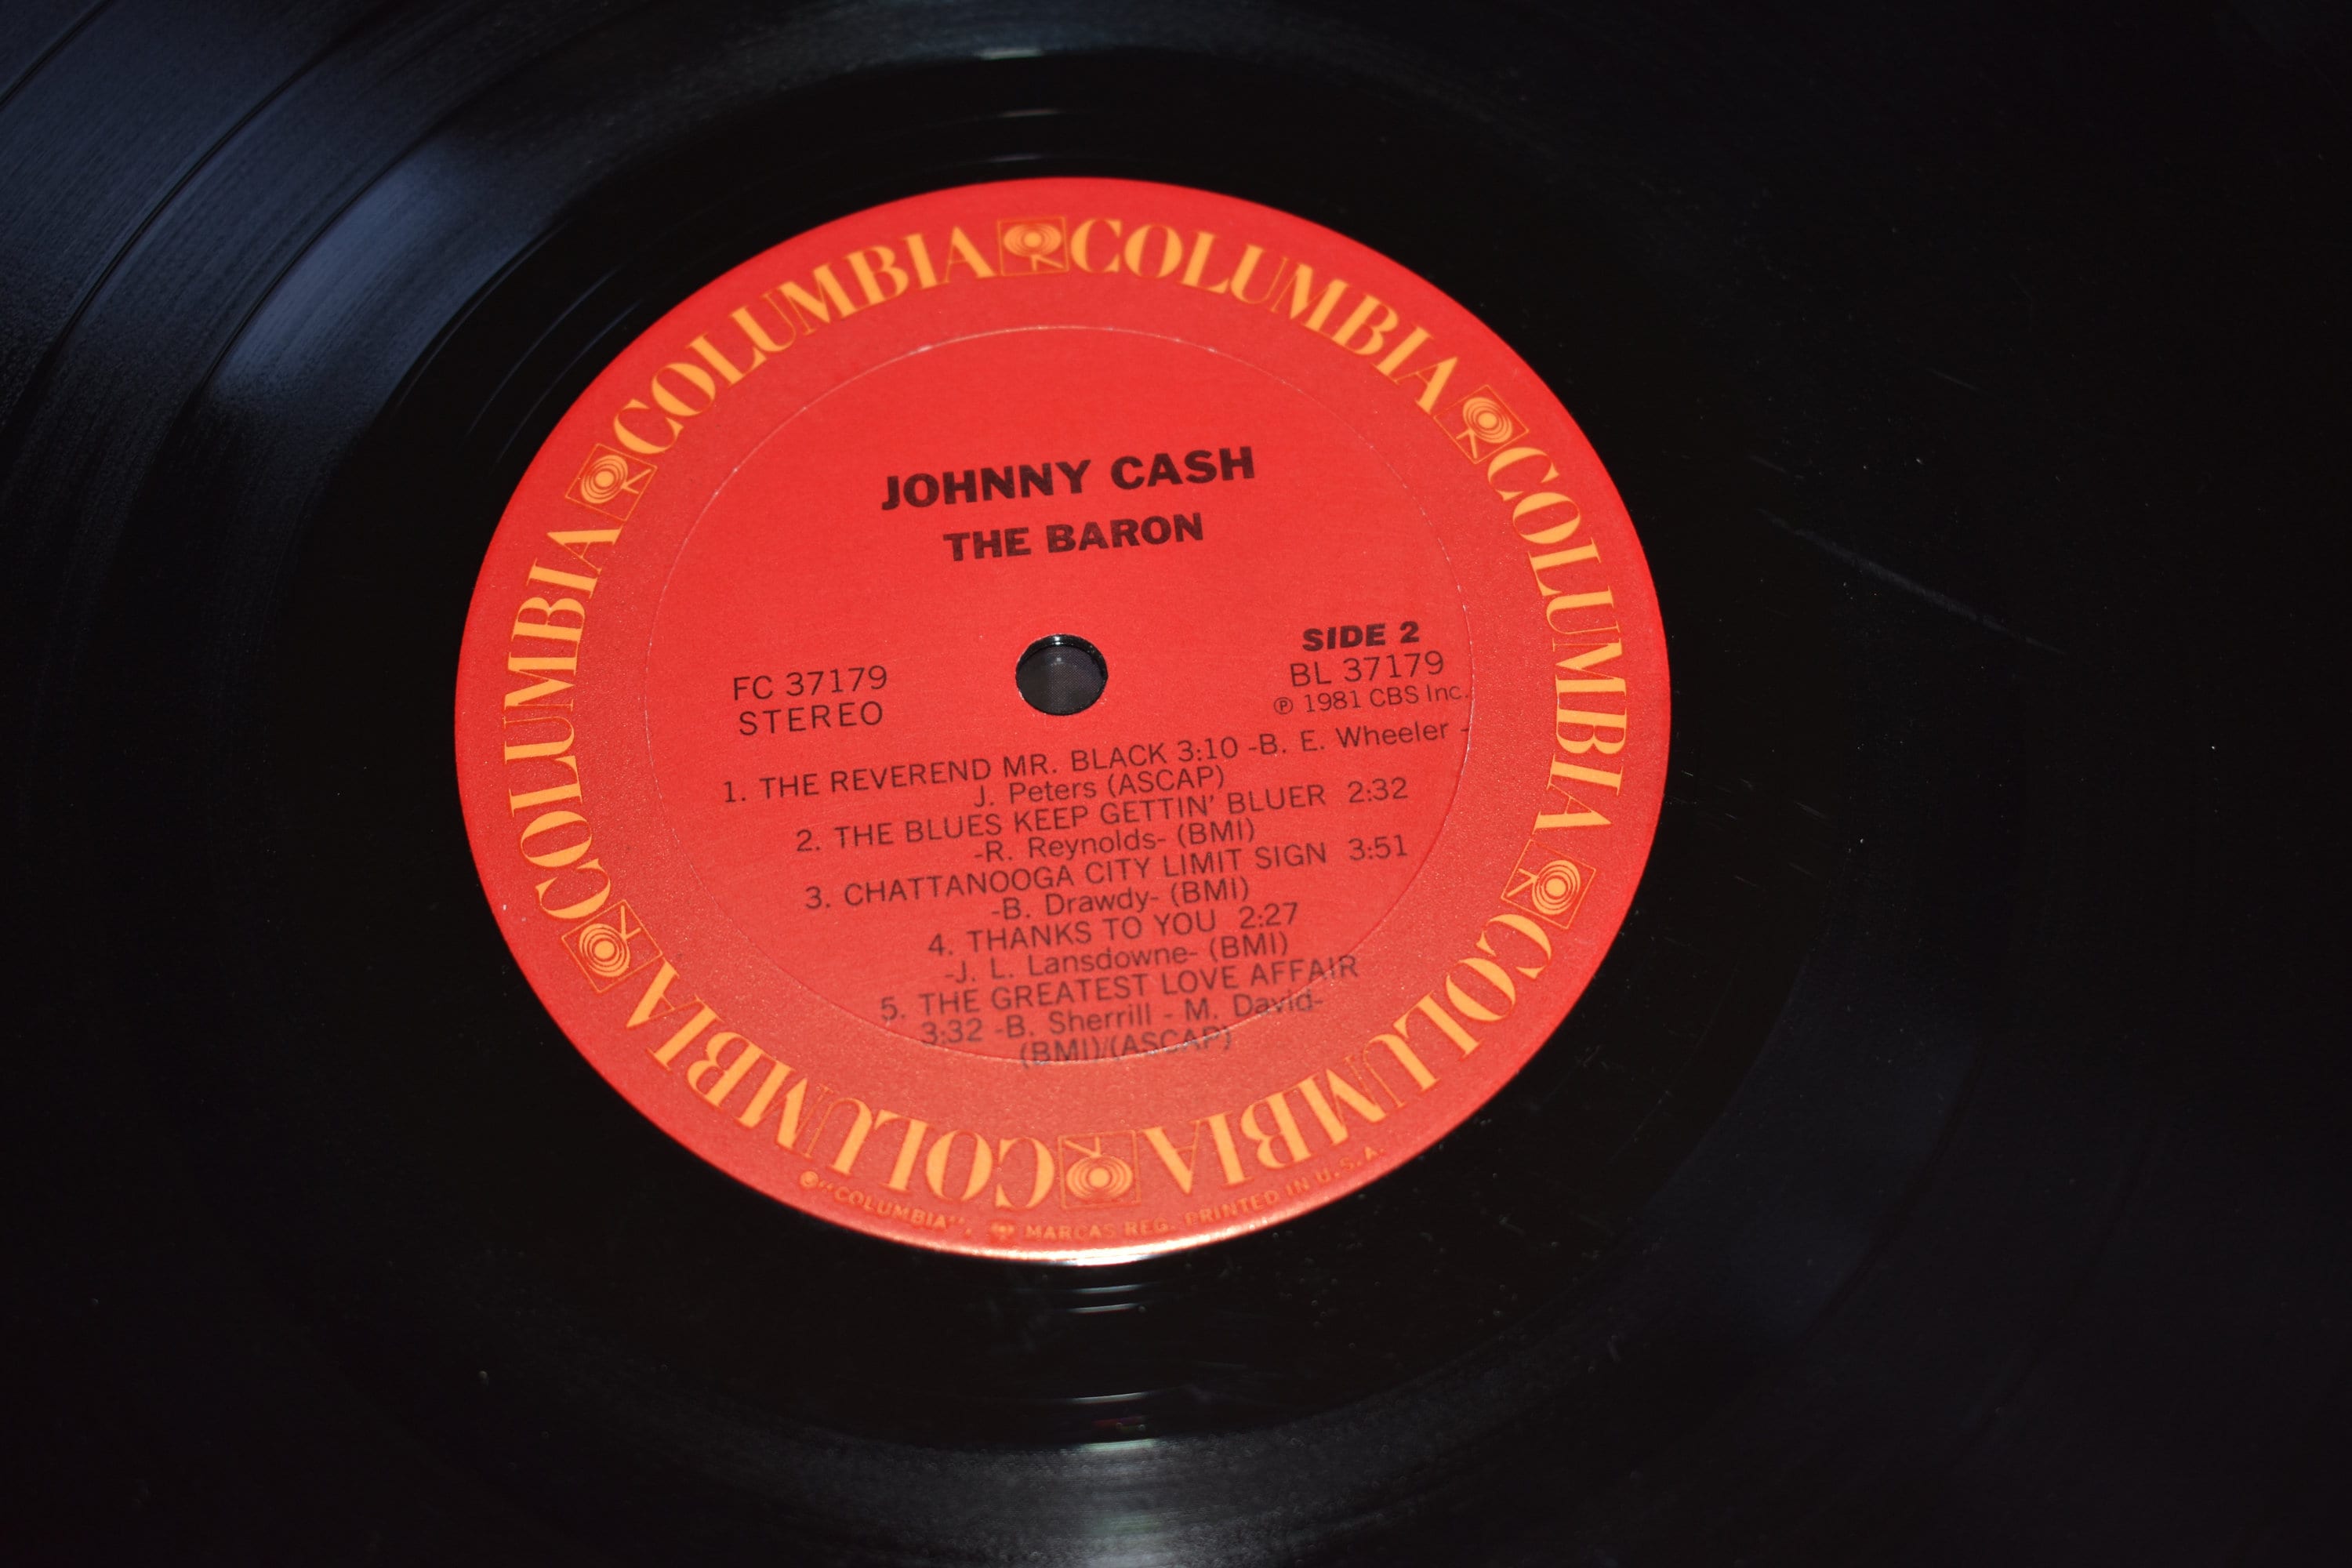 COLUMBIA COLUMBIA COLUMBIA COLUMBIA COLUMBIA COLUMBIA
JOHNNY CASH
THE BARON
SIDE 2
FC 37179
BL 37179
STEREO
℗ 1981 CBS Inc.
1. THE REVEREND MR. BLACK 3:10 -B. E. Wheeler -
J. Peters (ASCAP)
2. THE BLUES KEEP GETTIN' BLUER 2:32
-R. Reynolds- (BMI)
3. CHATTANOOGA CITY LIMIT SIGN 3:51
-B. Drawdy- (BMI)
4. THANKS TO YOU 2:27
-J. L. Lansdowne- (BMI)
5. THE GREATEST LOVE AFFAIR
3:32 -B. Sherrill - M. David-
(BMI)/(ASCAP)
"COLUMBIA", MARCAS REG. PRINTED IN U.S.A.